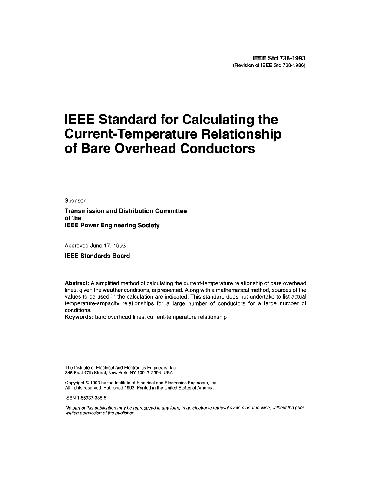 IEEE Std 738-1993
(Revision of IEEE Std 738-1986)
IEEE Standard for Calculating the
Current-Temperature Relationship
of Bare Overhead Conductors
Sponsor
Transmission and Distribution Committee
of the
IEEE Power Engineering Society
Approved June 17, 1993
IEEE Standards Board
Abstract: A simplified method of calculating the current-temperature relationship of bare overhead
lines, given the weather conditions, is presented. Along with a mathematical method, sources of the
values to be used in the calculation are indicated. This standard does not undertake to list actual
temperature-ampacity relationships for a large number of conductors for a large number of
conditions.
Keywords: bare overhead lines, current-temperature relationship
The Institute of Electrical and Electronics Engineers, Inc.
345 East 47th Street, New York, NY 10017-2394, USA
Copyright © 1993 by the Institute of Electrical and Electronics Engineers, Inc.
All rights reserved. Published 1993. Printed in the United States of America
ISBN
No part of this publication may be reproduced in any form, in an electronic retrieval system or otherwise, without the prior
written permission of the publisher.